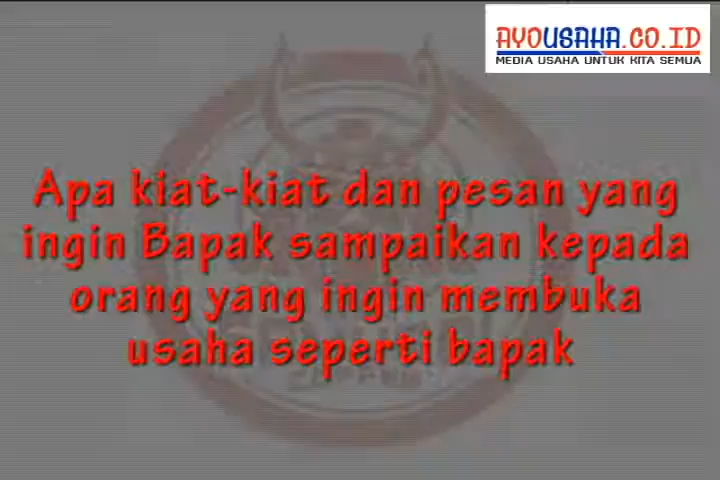 AYOUSAHA.CO.ID
MEDIA USAHA UNTUK KITA SEMUA
Apa kiat-kiat dan pesan yang
ingin Bapak sampaikan kepada
orang yang ingin membuka
usaha seperti bapak